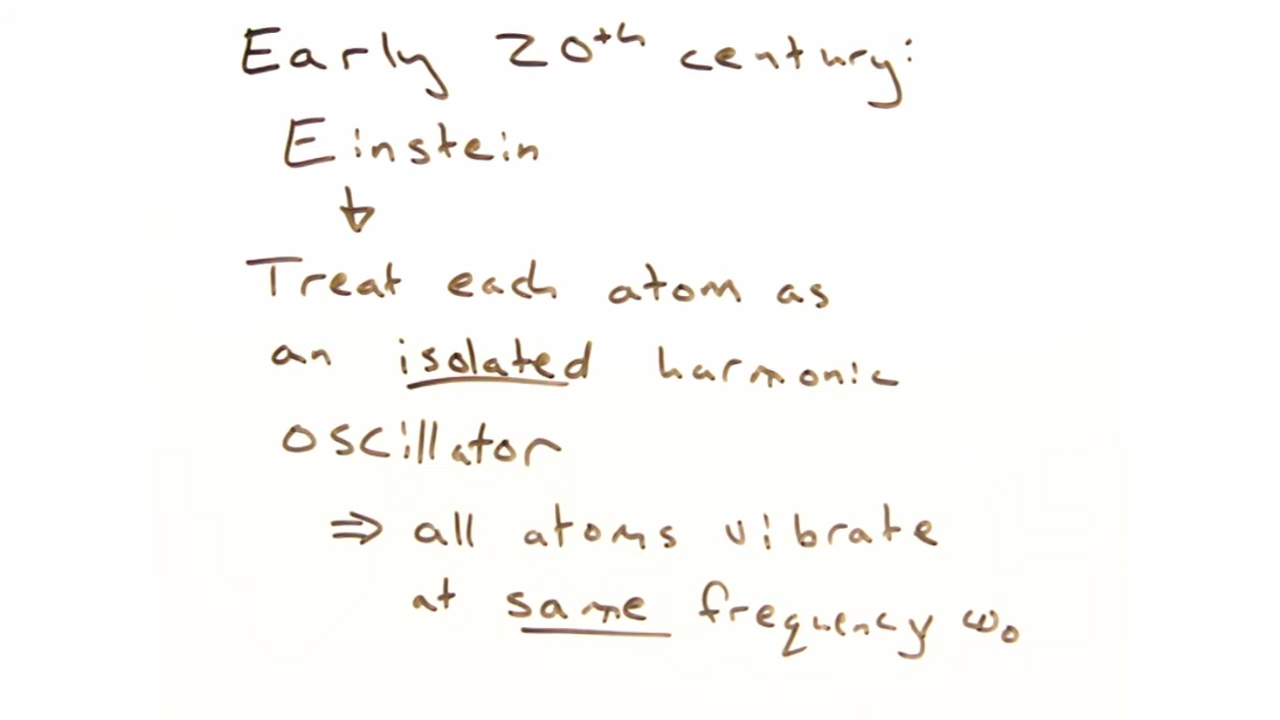 Early 20th century:
Einstein
Treat each atom as
an isolated harmonic
oscillator
⇒ all atoms vibrate
at same frequency ω₀